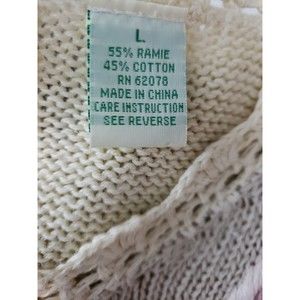 L
55% RAMIE
45% COTTON
RN 62078
MADE IN CHINA
CARE INSTRUCTION
SEE REVERSE